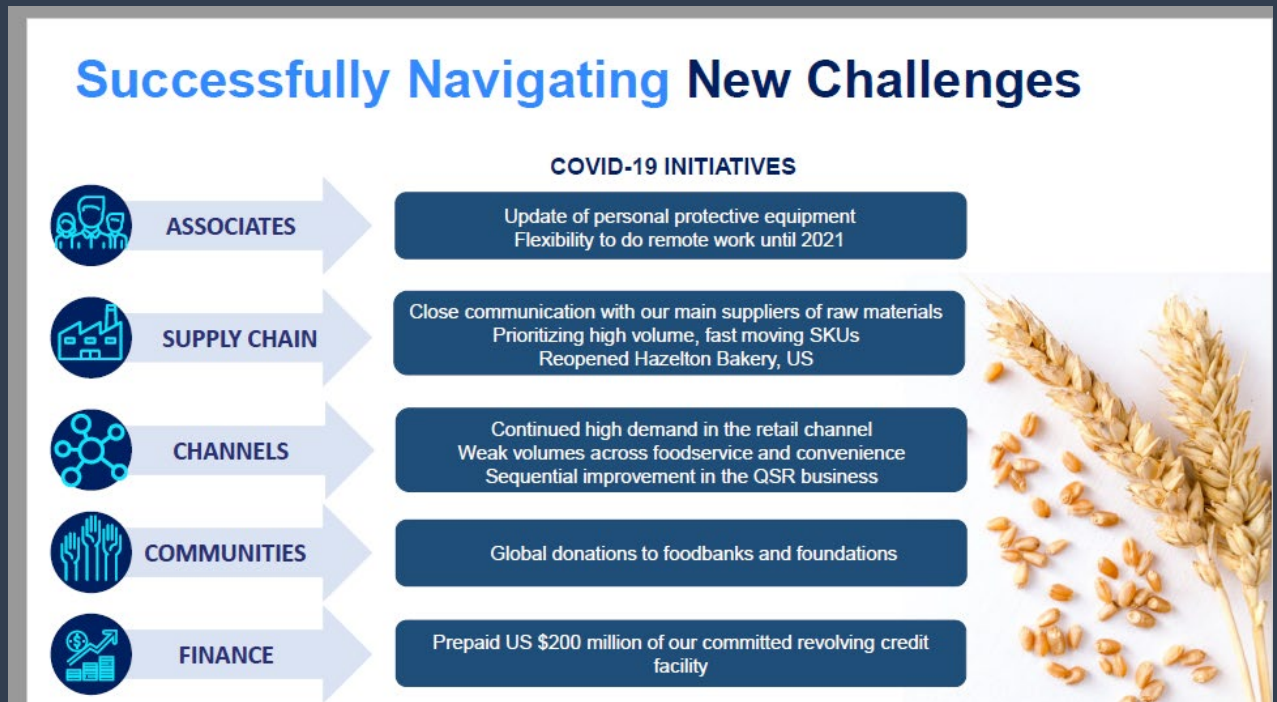 Successfully Navigating New Challenges
COVID-19 INITIATIVES
ASSOCIATES
Update of personal protective equipment
Flexibility to do remote work until 2021
SUPPLY CHAIN
Close communication with our main suppliers of raw materials
Prioritizing high volume, fast moving SKUs
Reopened Hazelton Bakery, US
CHANNELS
Continued high demand in the retail channel
Weak volumes across foodservice and convenience
Sequential improvement in the QSR business
COMMUNITIES
Global donations to foodbanks and foundations
FINANCE
Prepaid US $200 million of our committed revolving credit
facility